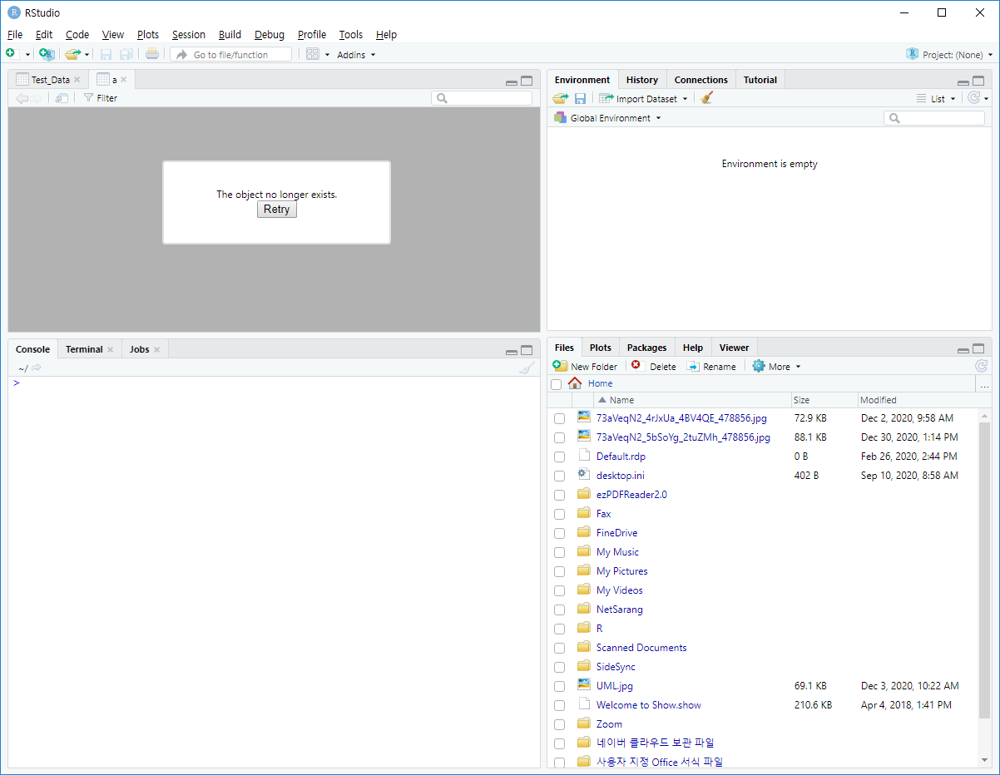 RStudio
File Edit Code View Plots Session Build Debug Profile Tools Help
Go to file/function Addins Project: (None)
Test_Data a
Filter
The object no longer exists.
Retry
Environment History Connections Tutorial
Import Dataset List
Global Environment
Environment is empty
Console Terminal Jobs
~/
>
Files Plots Packages Help Viewer
New Folder Delete Rename More
Home ...
Name Size Modified
73aVeqN2_4rJxUa_4BV4QE_478856.jpg 72.9 KB Dec 2, 2020, 9:58 AM
73aVeqN2_5bSoYg_2tuZMh_478856.jpg 88.1 KB Dec 30, 2020, 1:14 PM
Default.rdp 0 B Feb 26, 2020, 2:44 PM
desktop.ini 402 B Sep 10, 2020, 8:58 AM
ezPDFReader2.0
Fax
FineDrive
My Music
My Pictures
My Videos
NetSarang
R
Scanned Documents
SideSync
UML.jpg 69.1 KB Dec 3, 2020, 10:22 AM
Welcome to Show.show 210.6 KB Apr 4, 2018, 1:41 PM
Zoom
네이버 클라우드 보관 파일
사용자 지정 Office 서식 파일